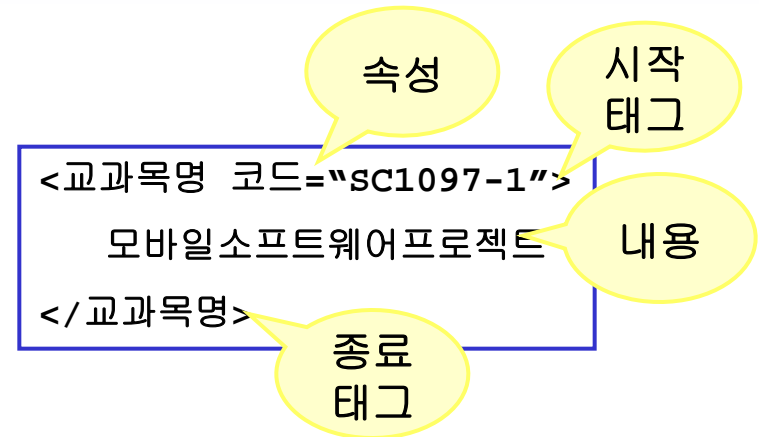 속성
시작
태그
<교과목명 코드=“SC1097-1”>
모바일소프트웨어프로젝트
내용
</교과목명>
종료
태그